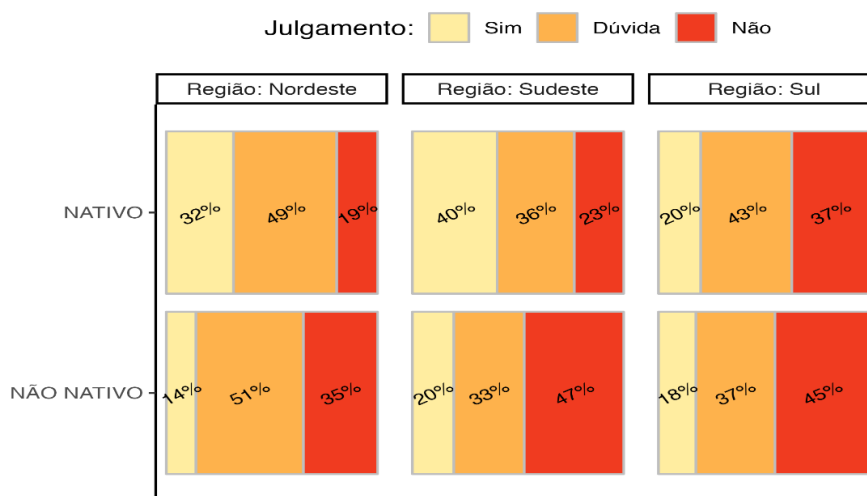 Julgamento: Sim Dúvida Não
Região: Nordeste Região: Sudeste Região: Sul
NATIVO 32% 49% 19% 40% 36% 23% 20% 43% 37%
NÃO NATIVO 14% 51% 35% 20% 33% 47% 18% 37% 45%